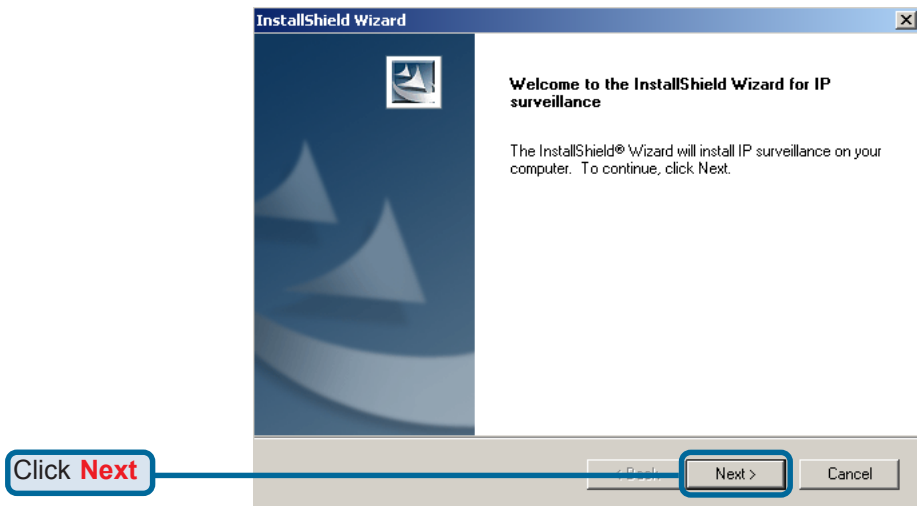 InstallShield Wizard
Welcome to the InstallShield Wizard for IP
surveillance
The InstallShield® Wizard will install IP surveillance on your
computer. To continue, click Next.
Click Next
< Back
Next >
Cancel